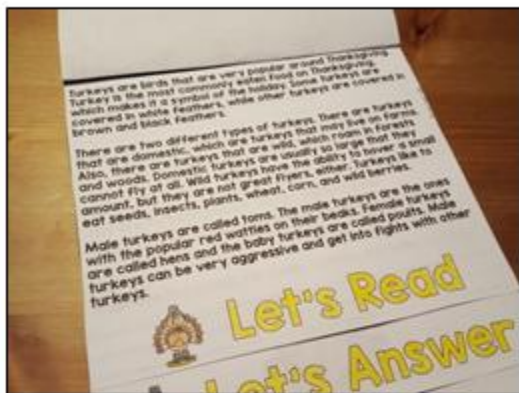 Turkeys are birds that are very popular around Thanksgiving.
Turkey is the most commonly eaten food on Thanksgiving,
which makes it a symbol of the holiday. Some turkeys are
covered in white feathers, while other turkeys are covered in
brown and black feathers.
There are two different types of turkeys. There are turkeys
that are domestic, which are turkeys that may live on farms.
Also, there are turkeys that are wild, which roam in forests
and woods. Domestic turkeys are usually so large that they
cannot fly at all. Wild turkeys have the ability to hover a small
amount, but they are not great flyers, either. Turkeys like to
eat seeds, insects, plants, wheat, corn, and wild berries.
Male turkeys are called toms. The male turkeys are the ones
with the popular red wattles on their beaks. Female turkeys
are called hens and the baby turkeys are called poults. Male
turkeys can be very aggressive and get into fights with other
turkeys.
Let's Read
Let's Answer